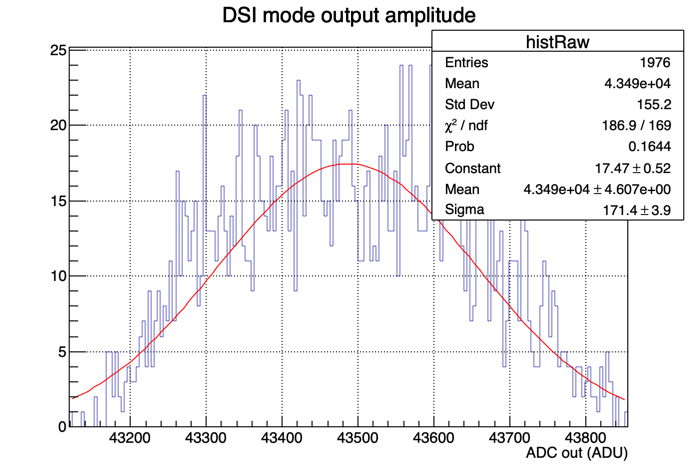 DSI mode output amplitude
histRaw
Entries 1976
Mean 4.349e+04
Std Dev 155.2
χ² / ndf 186.9 / 169
Prob 0.1644
Constant 17.47 ± 0.52
Mean 4.349e+04 ± 4.607e+00
Sigma 171.4 ± 3.9
25
20
15
10
5
0
43200 43300 43400 43500 43600 43700 43800
ADC out (ADU)